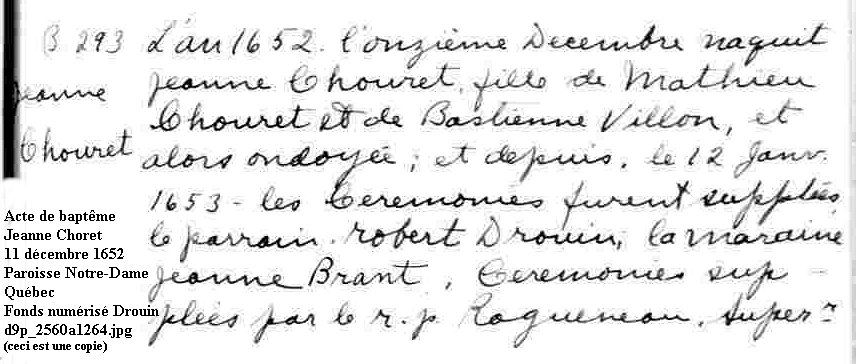 B 293 L'an 1652. l'onzième Decembre naquit
jeanne jeanne Chouret, fille de Mathieu
Chouret Chouret et de Bastienne Villon, et
alors ondoyée; et depuis, le 12 Janv.
1653 - les Ceremonies furent supplées,
le parrain. robert Drouin, la maraine
jeanne Brant, Ceremonies sup-
plées par le r. p. Ragueneau, Super.r
Acte de baptême
Jeanne Choret
11 décembre 1652
Paroisse Notre-Dame
Québec
Fonds numérisé Drouin
d9p_2560a1264.jpg
(ceci est une copie)